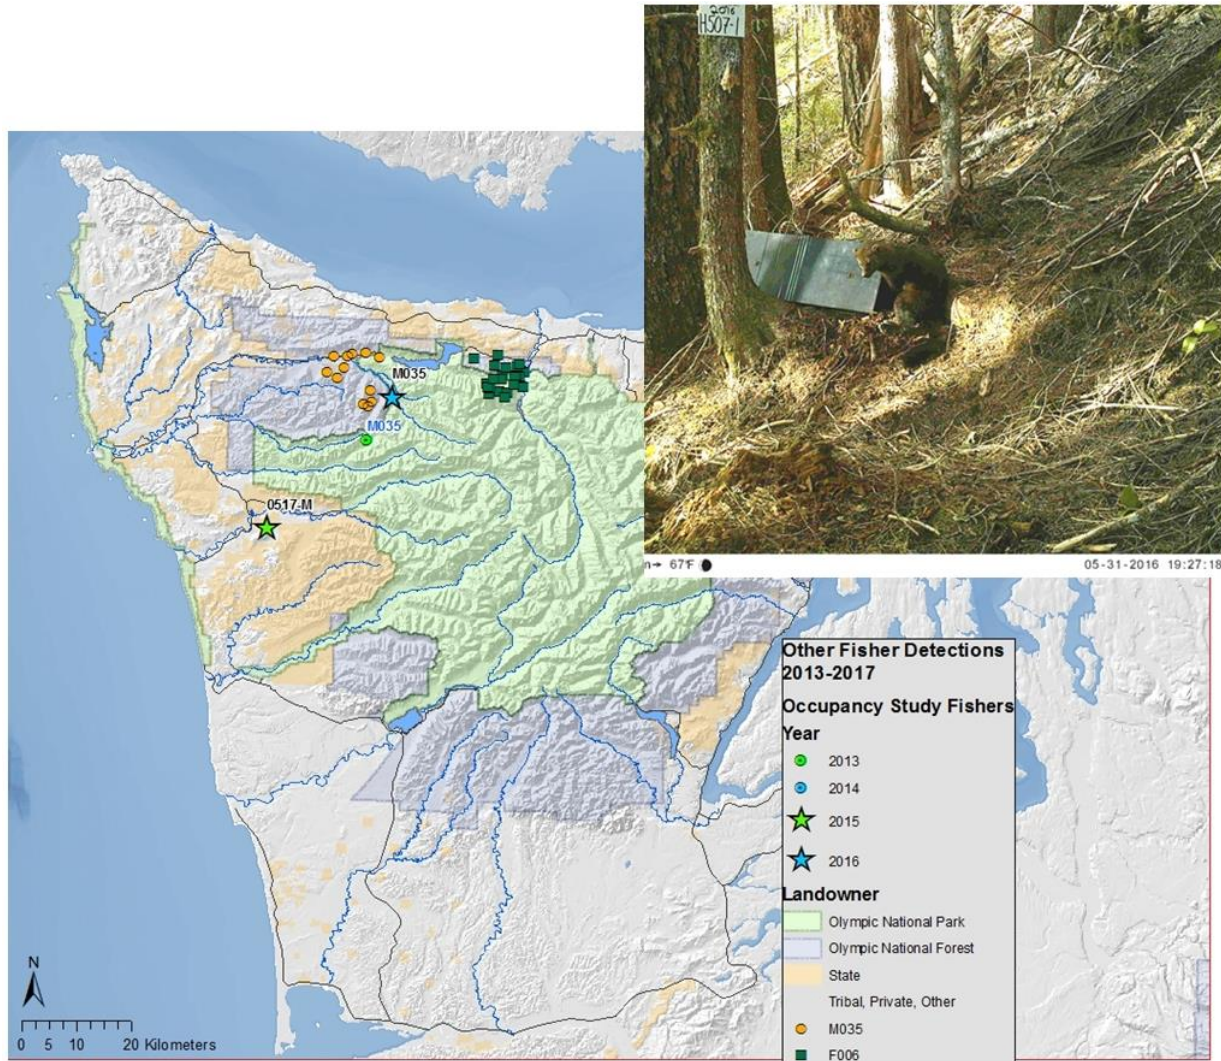 2016
H507-1
67°F
05-31-2016 19:27:18
M035
M035
0517-M
Other Fisher Detections
2013-2017
Occupancy Study Fishers
Year
2013
2014
2015
2016
Landowner
Olympic National Park
Olympic National Forest
State
Tribal, Private, Other
M035
F006
N
0 5 10 20 Kilometers